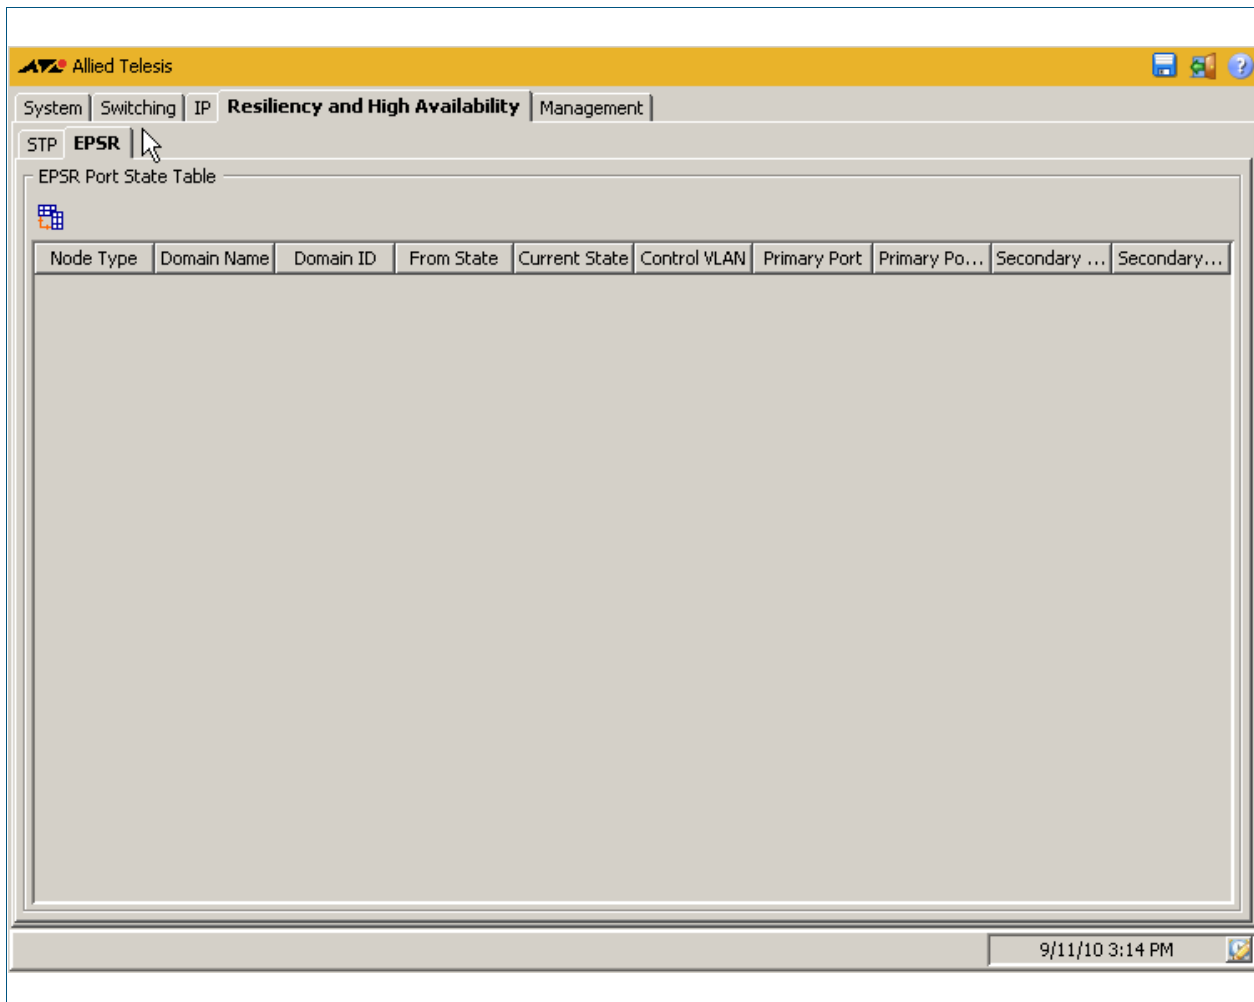 Allied Telesis
System Switching IP Resiliency and High Availability Management
STP EPSR
EPSR Port State Table
Node Type Domain Name Domain ID From State Current State Control VLAN Primary Port Primary Po... Secondary ... Secondary...
9/11/10 3:14 PM